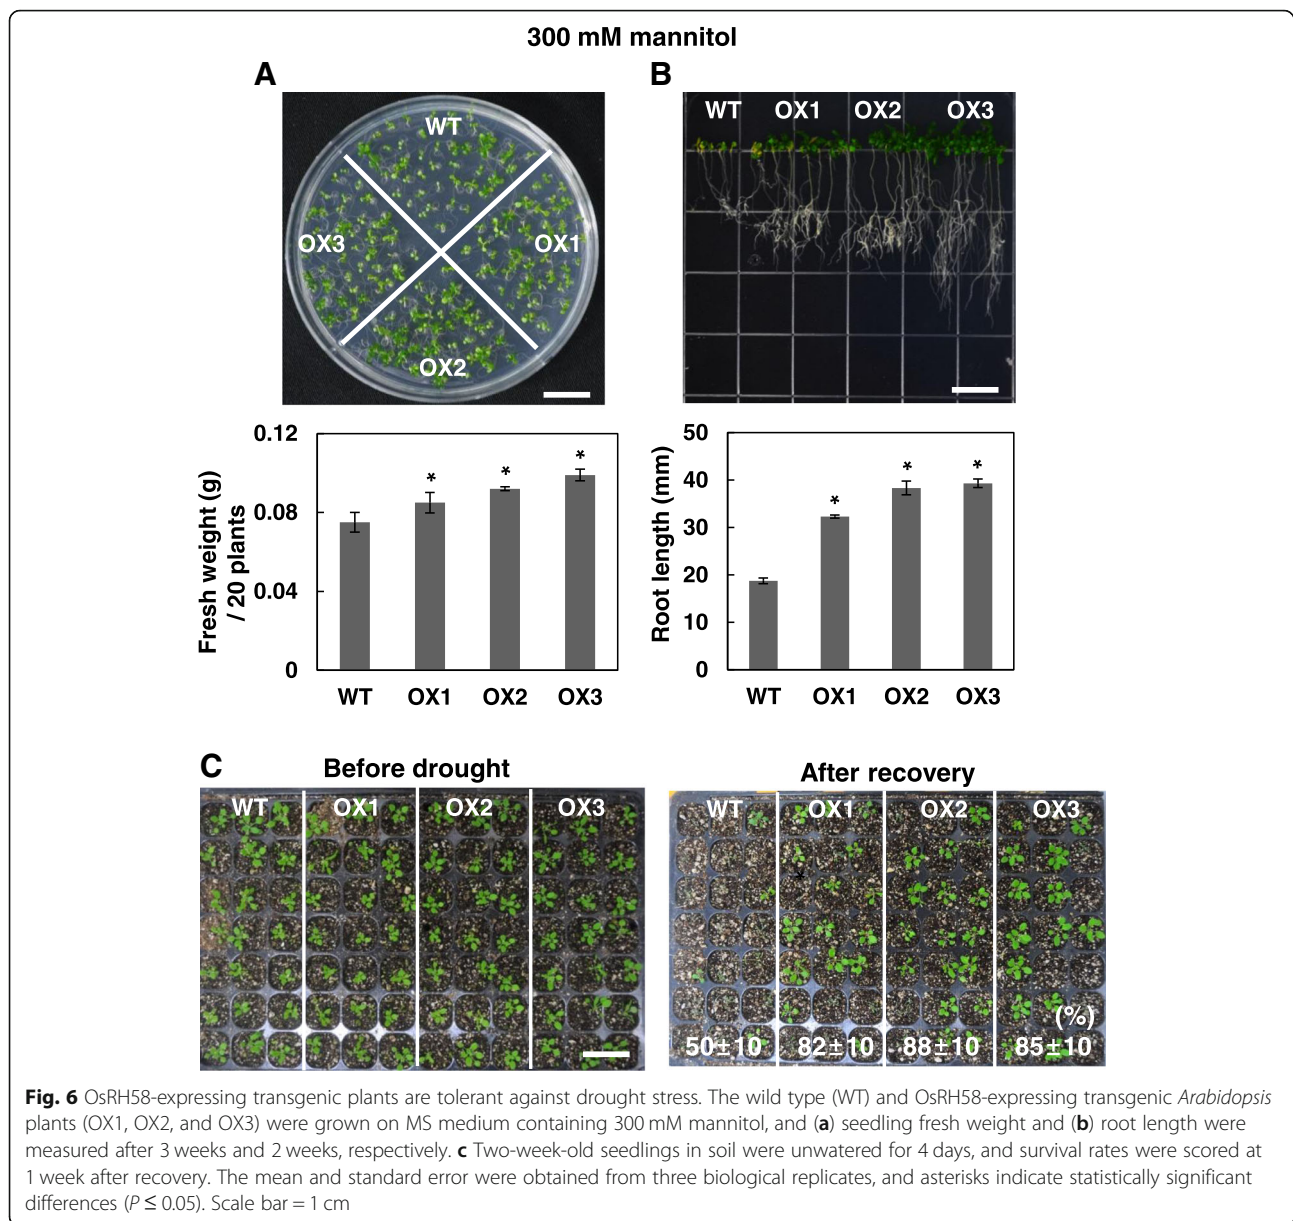 300 mM mannitol
A
B
WT
OX3
OX1
OX2
WT OX1 OX2 OX3
0.12
0.08
0.04
0
Fresh weight (g)
/ 20 plants
* * *
WT OX1 OX2 OX3
50
40
30
20
10
0
Root length (mm)
* * *
WT OX1 OX2 OX3
C
Before drought
After recovery
WT OX1 OX2 OX3
WT OX1 OX2 OX3
*
(%)
50±10 82±10 88±10 85±10
Fig. 6 OsRH58-expressing transgenic plants are tolerant against drought stress. The wild type (WT) and OsRH58-expressing transgenic Arabidopsis
plants (OX1, OX2, and OX3) were grown on MS medium containing 300 mM mannitol, and (a) seedling fresh weight and (b) root length were
measured after 3 weeks and 2 weeks, respectively. c Two-week-old seedlings in soil were unwatered for 4 days, and survival rates were scored at
1 week after recovery. The mean and standard error were obtained from three biological replicates, and asterisks indicate statistically significant
differences (P ≤ 0.05). Scale bar = 1 cm